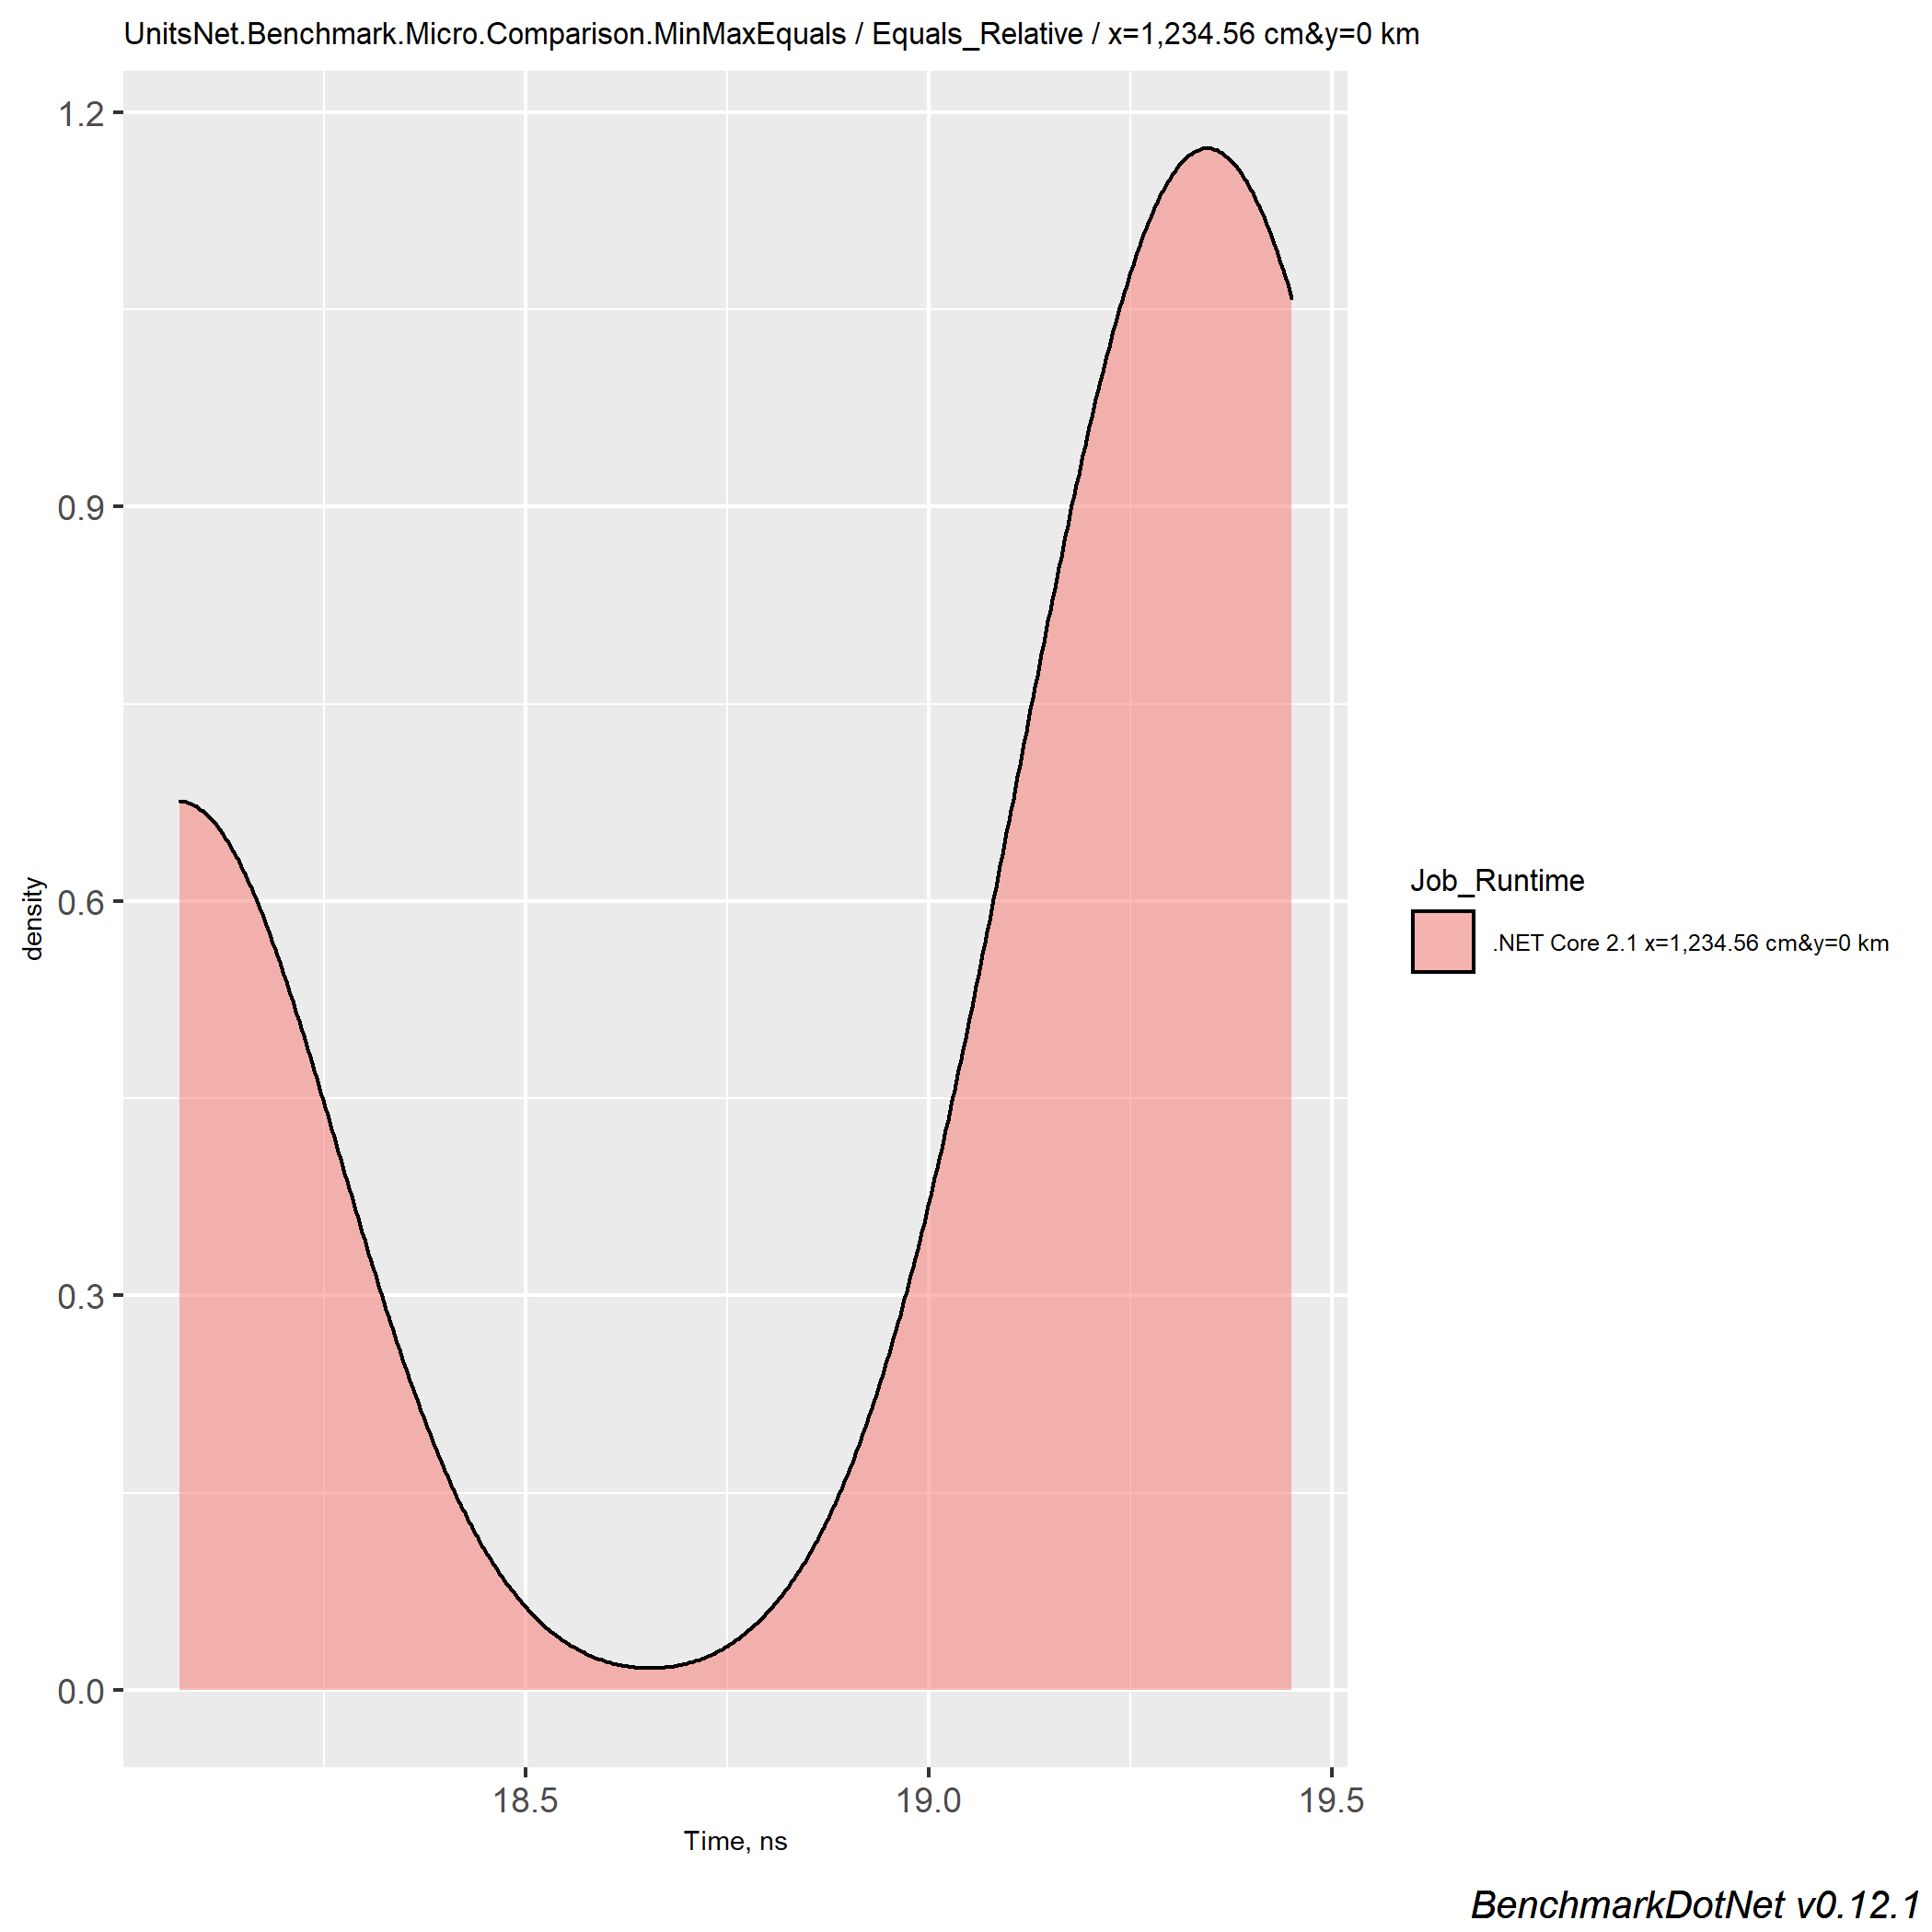 UnitsNet.Benchmark.Micro.Comparison.MinMaxEquals / Equals_Relative / x=1,234.56 cm&y=0 km
1.2
0.9
0.6
0.3
0.0
density
18.5
19.0
19.5
Time, ns
Job_Runtime
.NET Core 2.1 x=1,234.56 cm&y=0 km
BenchmarkDotNet v0.12.1